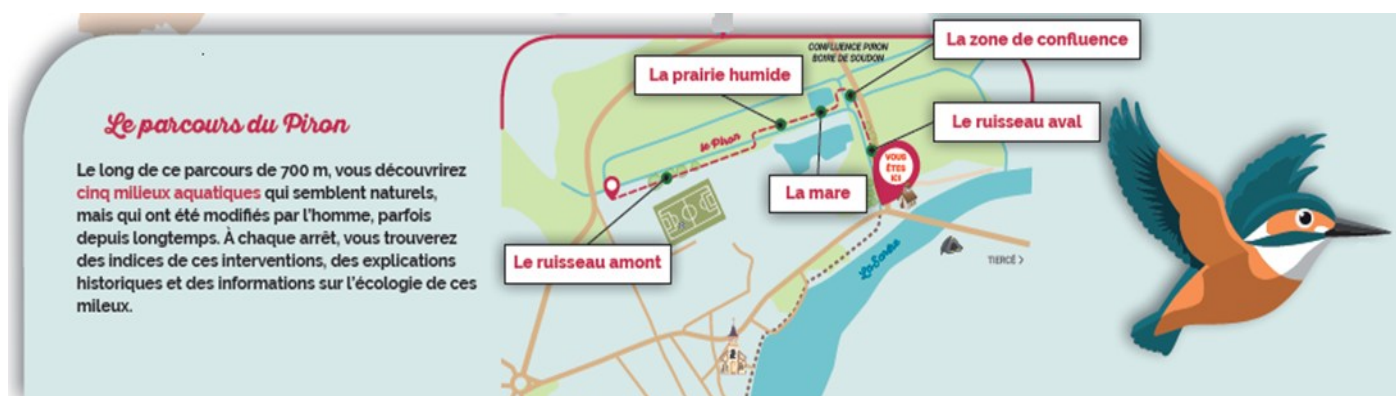 Le parcours du Piron
Le long de ce parcours de 700 m, vous découvrirez
cinq milieux aquatiques qui semblent naturels,
mais qui ont été modifiés par l'homme, parfois
depuis longtemps. À chaque arrêt, vous trouverez
des indices de ces interventions, des explications
historiques et des informations sur l'écologie de ces
mileux.
CONFLUENCE PIRON
BOIRE DE SOUDON
La zone de confluence
La prairie humide
Le ruisseau aval
le Piron
VOUS
ÊTES
ICI
La mare
Le ruisseau amont
La Sarthe
TIERCÉ >
2